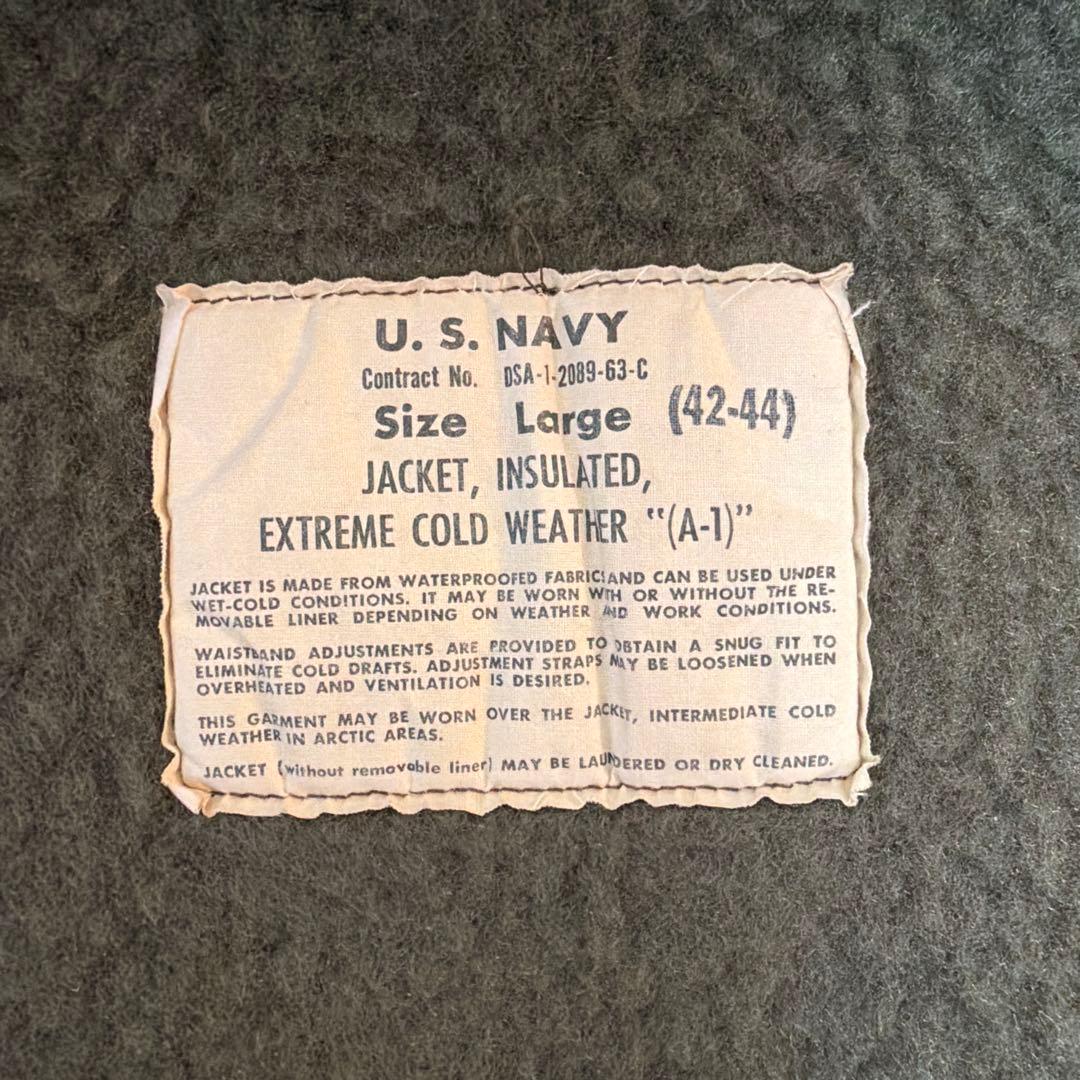 U. S. NAVY
Contract No. DSA-1-2089-63-C
Size Large (42-44)
JACKET, INSULATED,
EXTREME COLD WEATHER "(A-1)"
JACKET IS MADE FROM WATERPROOFED FABRIC AND CAN BE USED UNDER
WET-COLD CONDITIONS. IT MAY BE WORN WITH OR WITHOUT THE RE-
MOVABLE LINER DEPENDING ON WEATHER AND WORK CONDITIONS.
WAISTBAND ADJUSTMENTS ARE PROVIDED TO OBTAIN A SNUG FIT TO
ELIMINATE COLD DRAFTS. ADJUSTMENT STRAPS MAY BE LOOSENED WHEN
OVERHEATED AND VENTILATION IS DESIRED.
THIS GARMENT MAY BE WORN OVER THE JACKET, INTERMEDIATE COLD
WEATHER IN ARCTIC AREAS.
JACKET (without removable liner) MAY BE LAUNDERED OR DRY CLEANED.